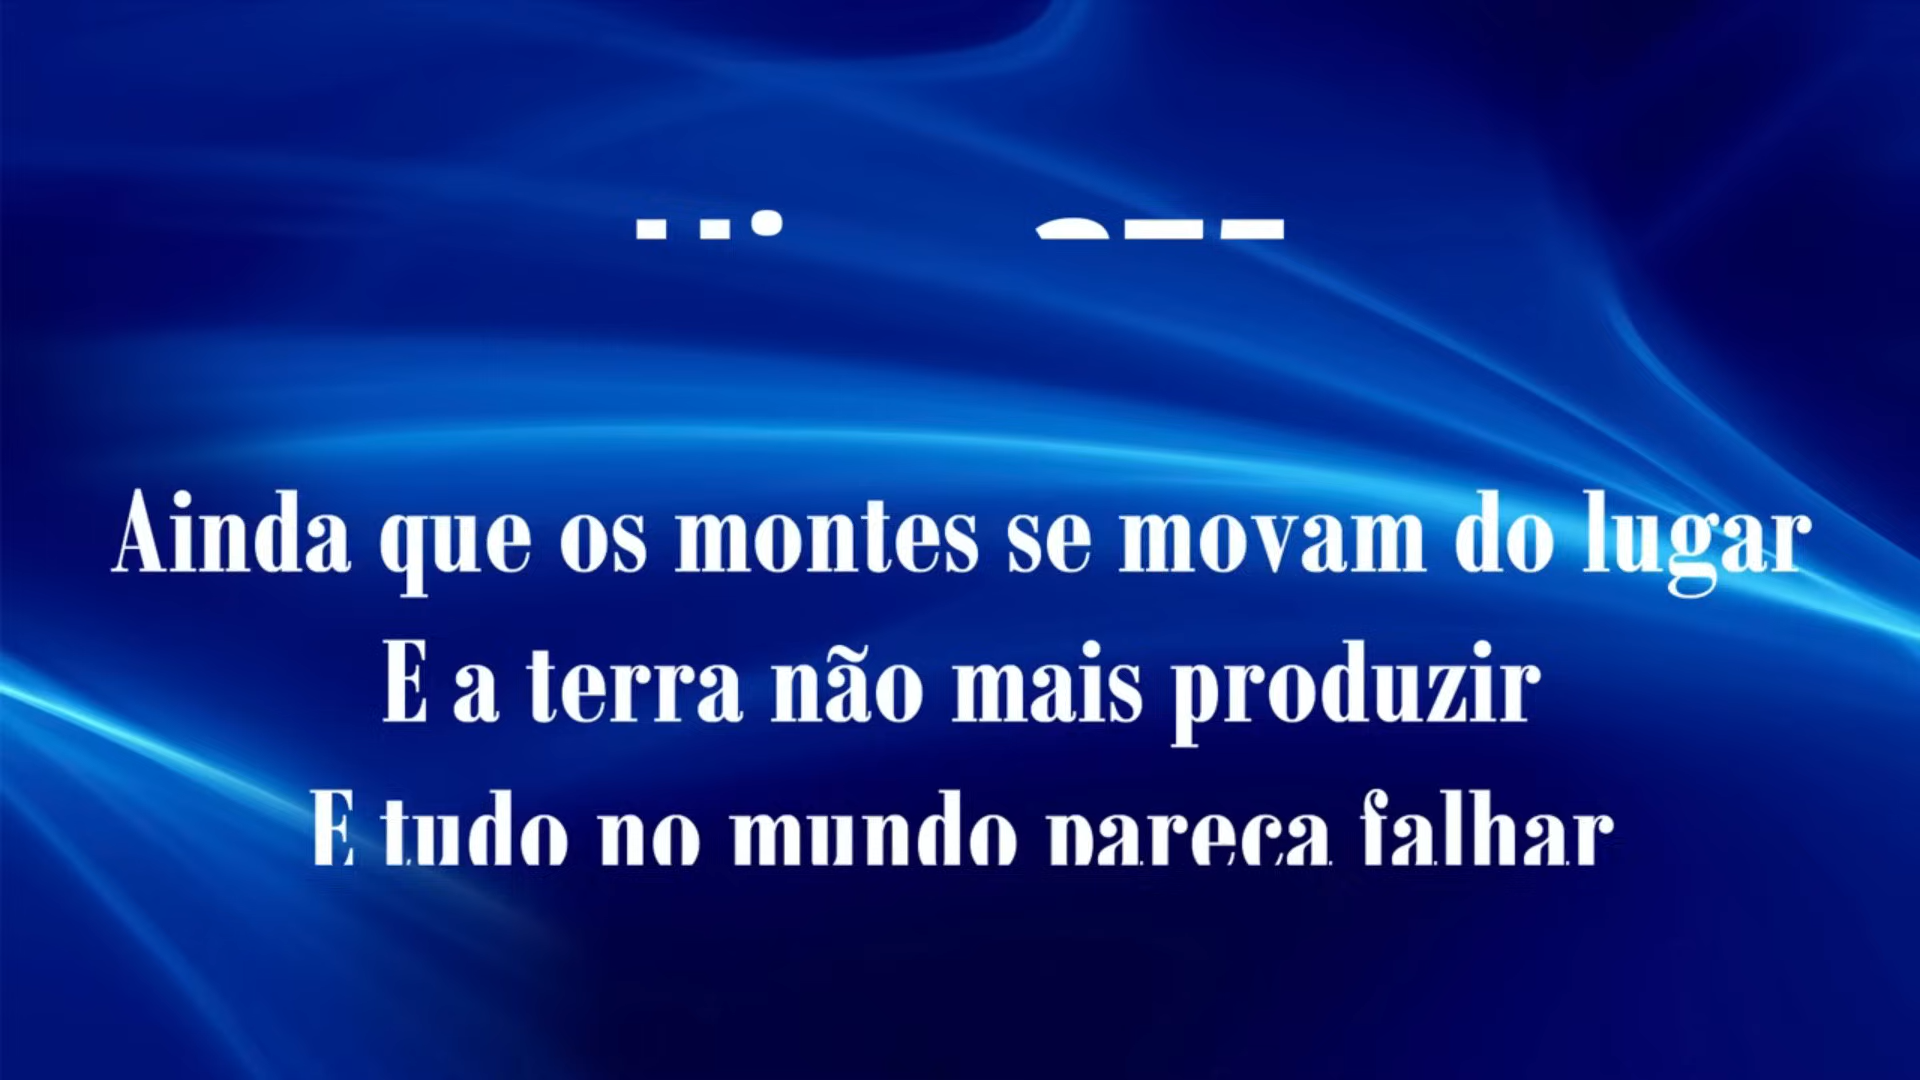 Ainda que os montes se movam do lugar
E a terra não mais produzir
E tudo no mundo pareça falhar